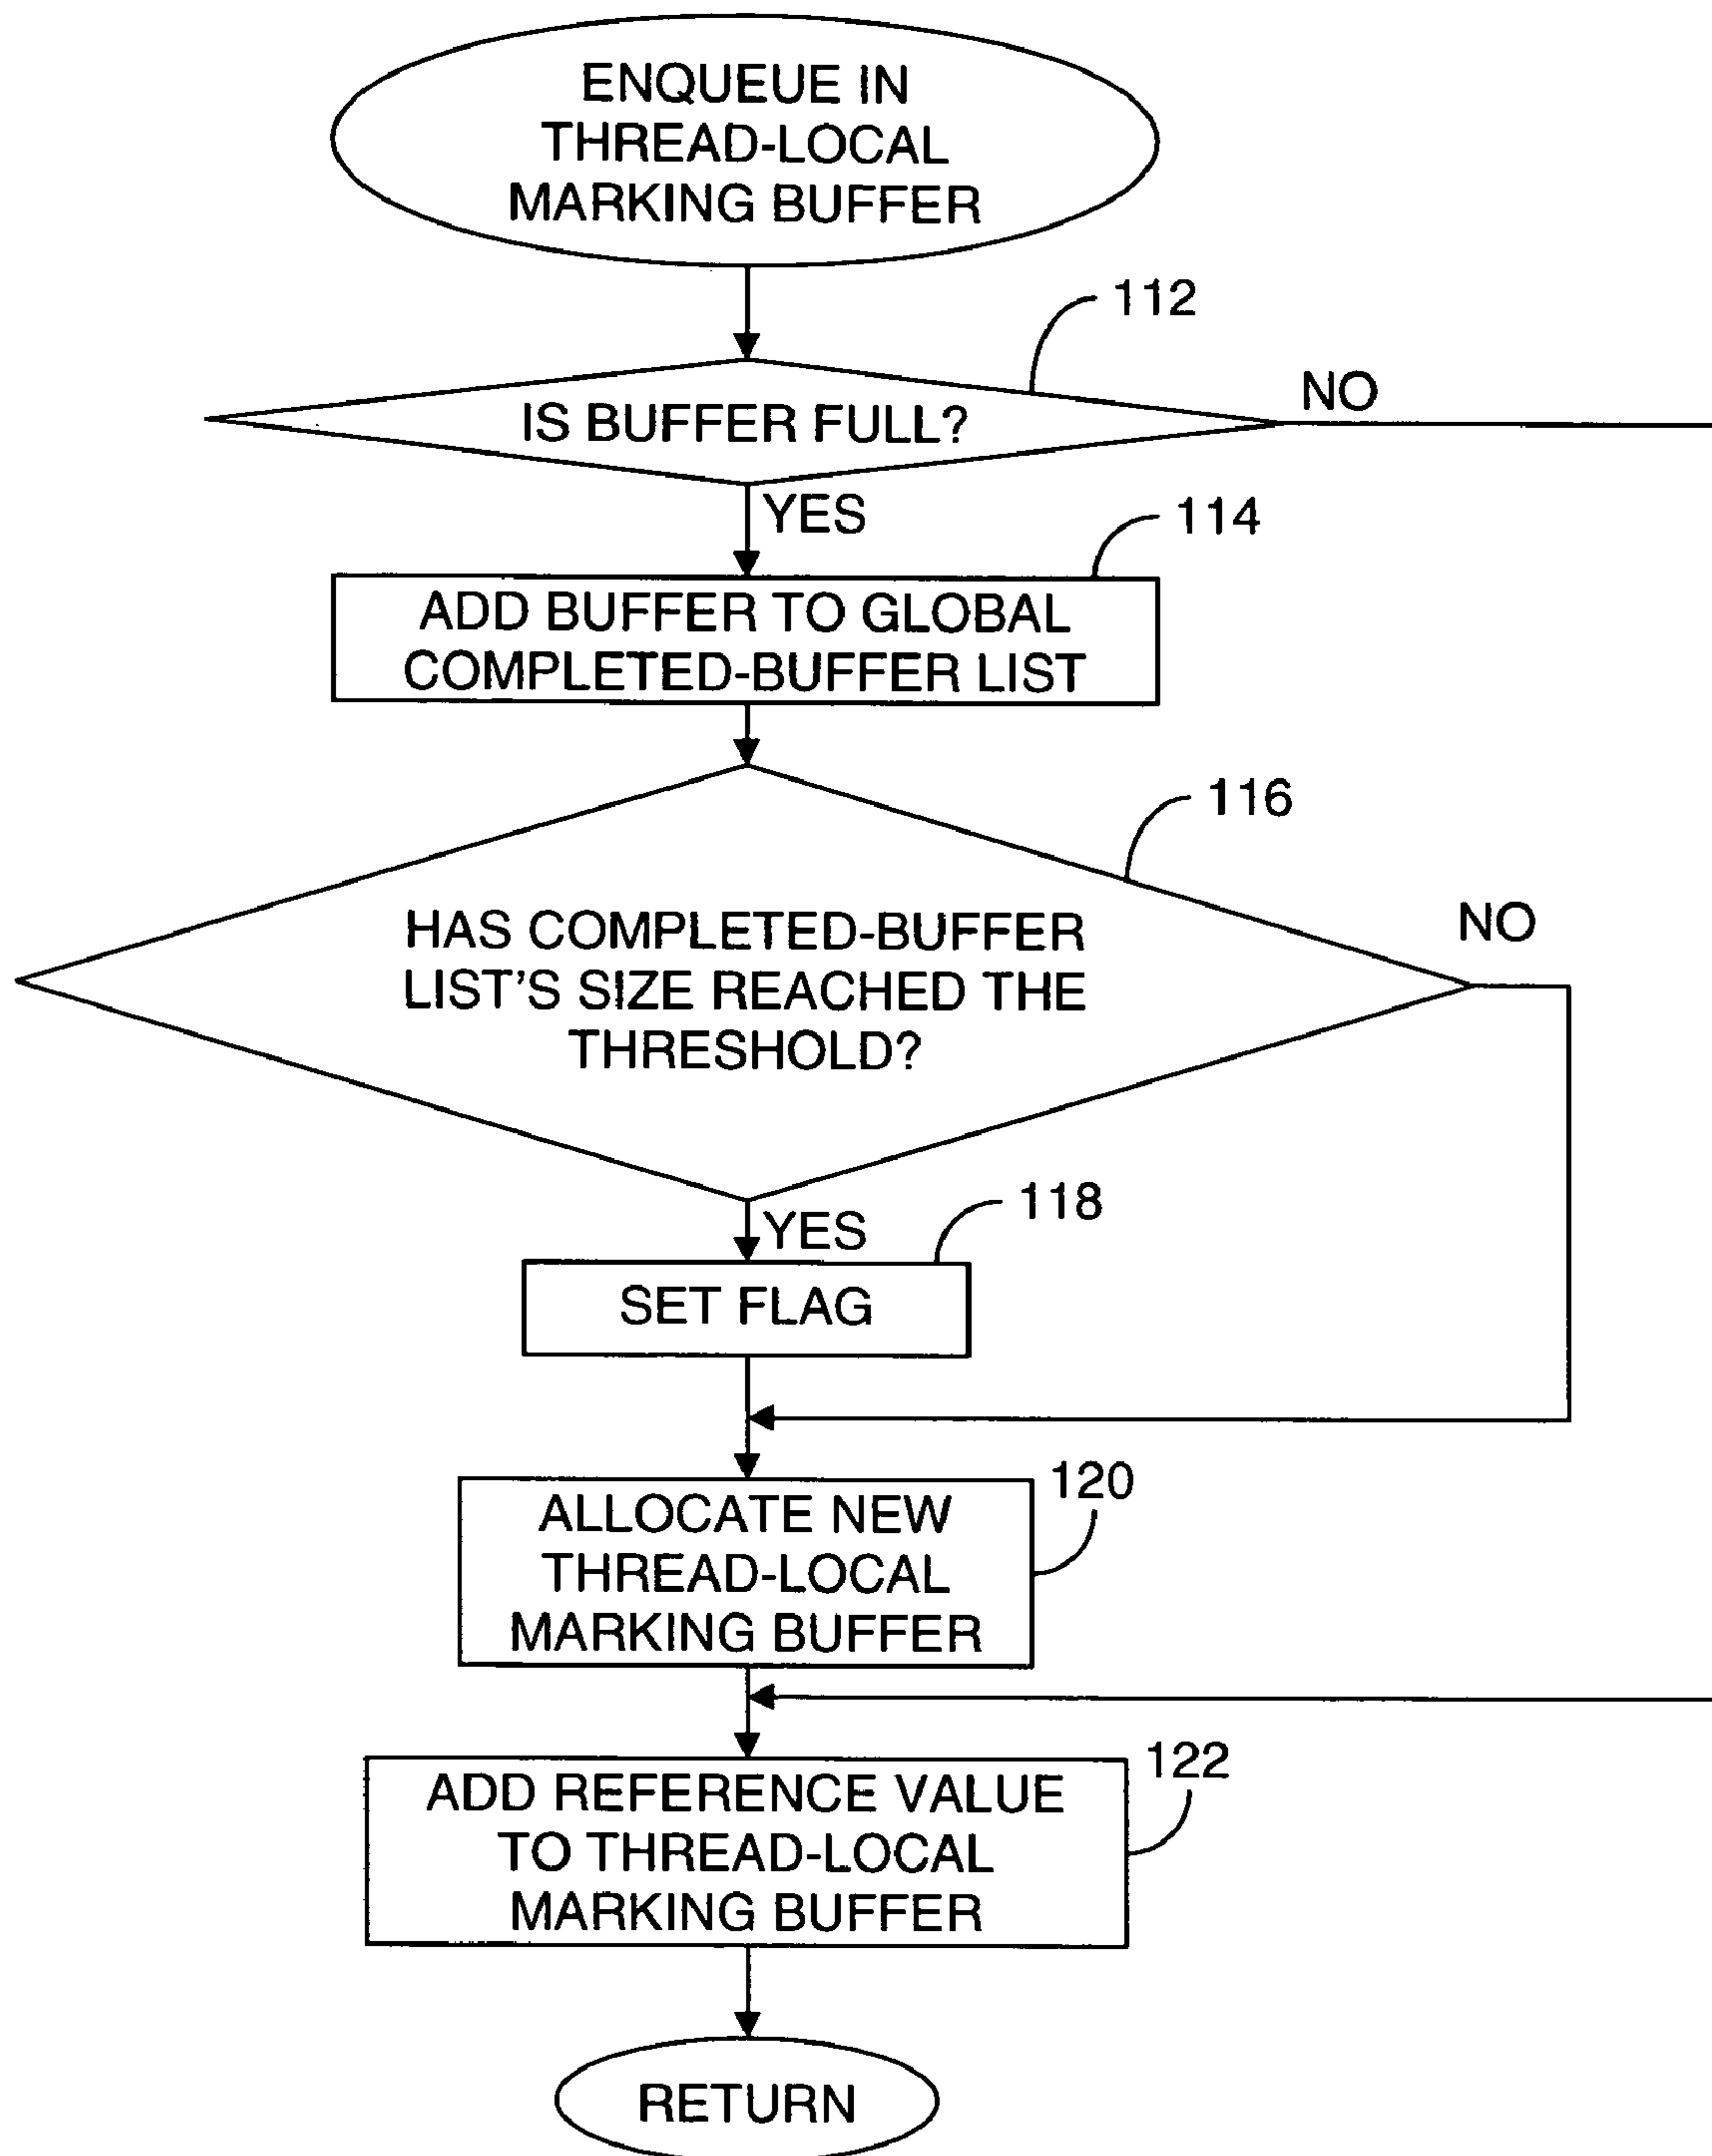 ENQUEUE IN
THREAD-LOCAL
MARKING BUFFER
112
IS BUFFER FULL?
NO
YES
114
ADD BUFFER TO GLOBAL
COMPLETED-BUFFER LIST
116
HAS COMPLETED-BUFFER
LIST'S SIZE REACHED THE
THRESHOLD?
NO
YES
118
SET FLAG
120
ALLOCATE NEW
THREAD-LOCAL
MARKING BUFFER
122
ADD REFERENCE VALUE
TO THREAD-LOCAL
MARKING BUFFER
RETURN